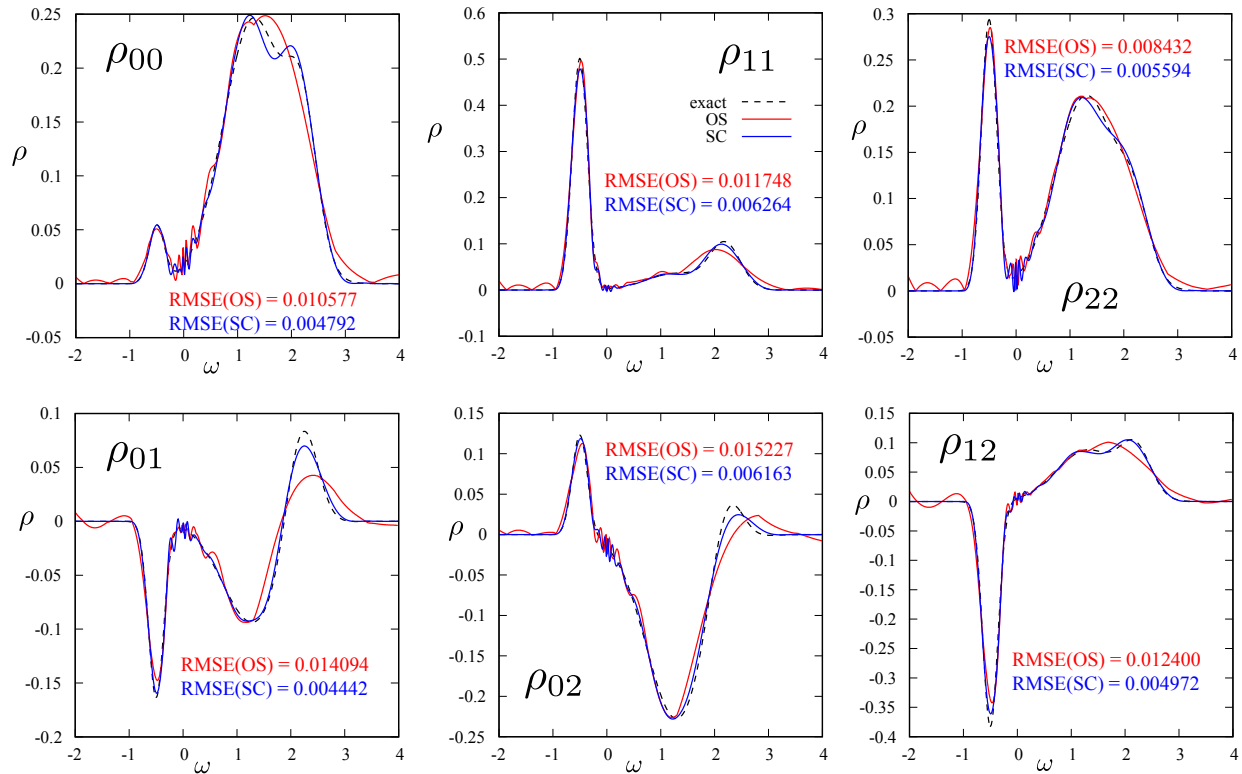 0.25
0.2
0.15
0.1
0.05
0
-0.05
ρ
ρ00
RMSE(OS) = 0.010577
RMSE(SC) = 0.004792
-2 -1 0 1 2 3 4
ω
0.6
0.5
0.4
0.3
0.2
0.1
0
-0.1
ρ
ρ11
exact
OS
SC
RMSE(OS) = 0.011748
RMSE(SC) = 0.006264
-2 -1 0 1 2 3 4
ω
0.3
0.25
0.2
0.15
0.1
0.05
0
-0.05
ρ
RMSE(OS) = 0.008432
RMSE(SC) = 0.005594
ρ22
-2 -1 0 1 2 3 4
ω
0.1
0.05
0
-0.05
-0.1
-0.15
-0.2
ρ
ρ01
RMSE(OS) = 0.014094
RMSE(SC) = 0.004442
-2 -1 0 1 2 3 4
ω
0.15
0.1
0.05
0
-0.05
-0.1
-0.15
-0.2
-0.25
ρ
RMSE(OS) = 0.015227
RMSE(SC) = 0.006163
ρ02
-2 -1 0 1 2 3 4
ω
0.15
0.1
0.05
0
-0.05
-0.1
-0.15
-0.2
-0.25
-0.3
-0.35
-0.4
ρ
ρ12
RMSE(OS) = 0.012400
RMSE(SC) = 0.004972
-2 -1 0 1 2 3 4
ω